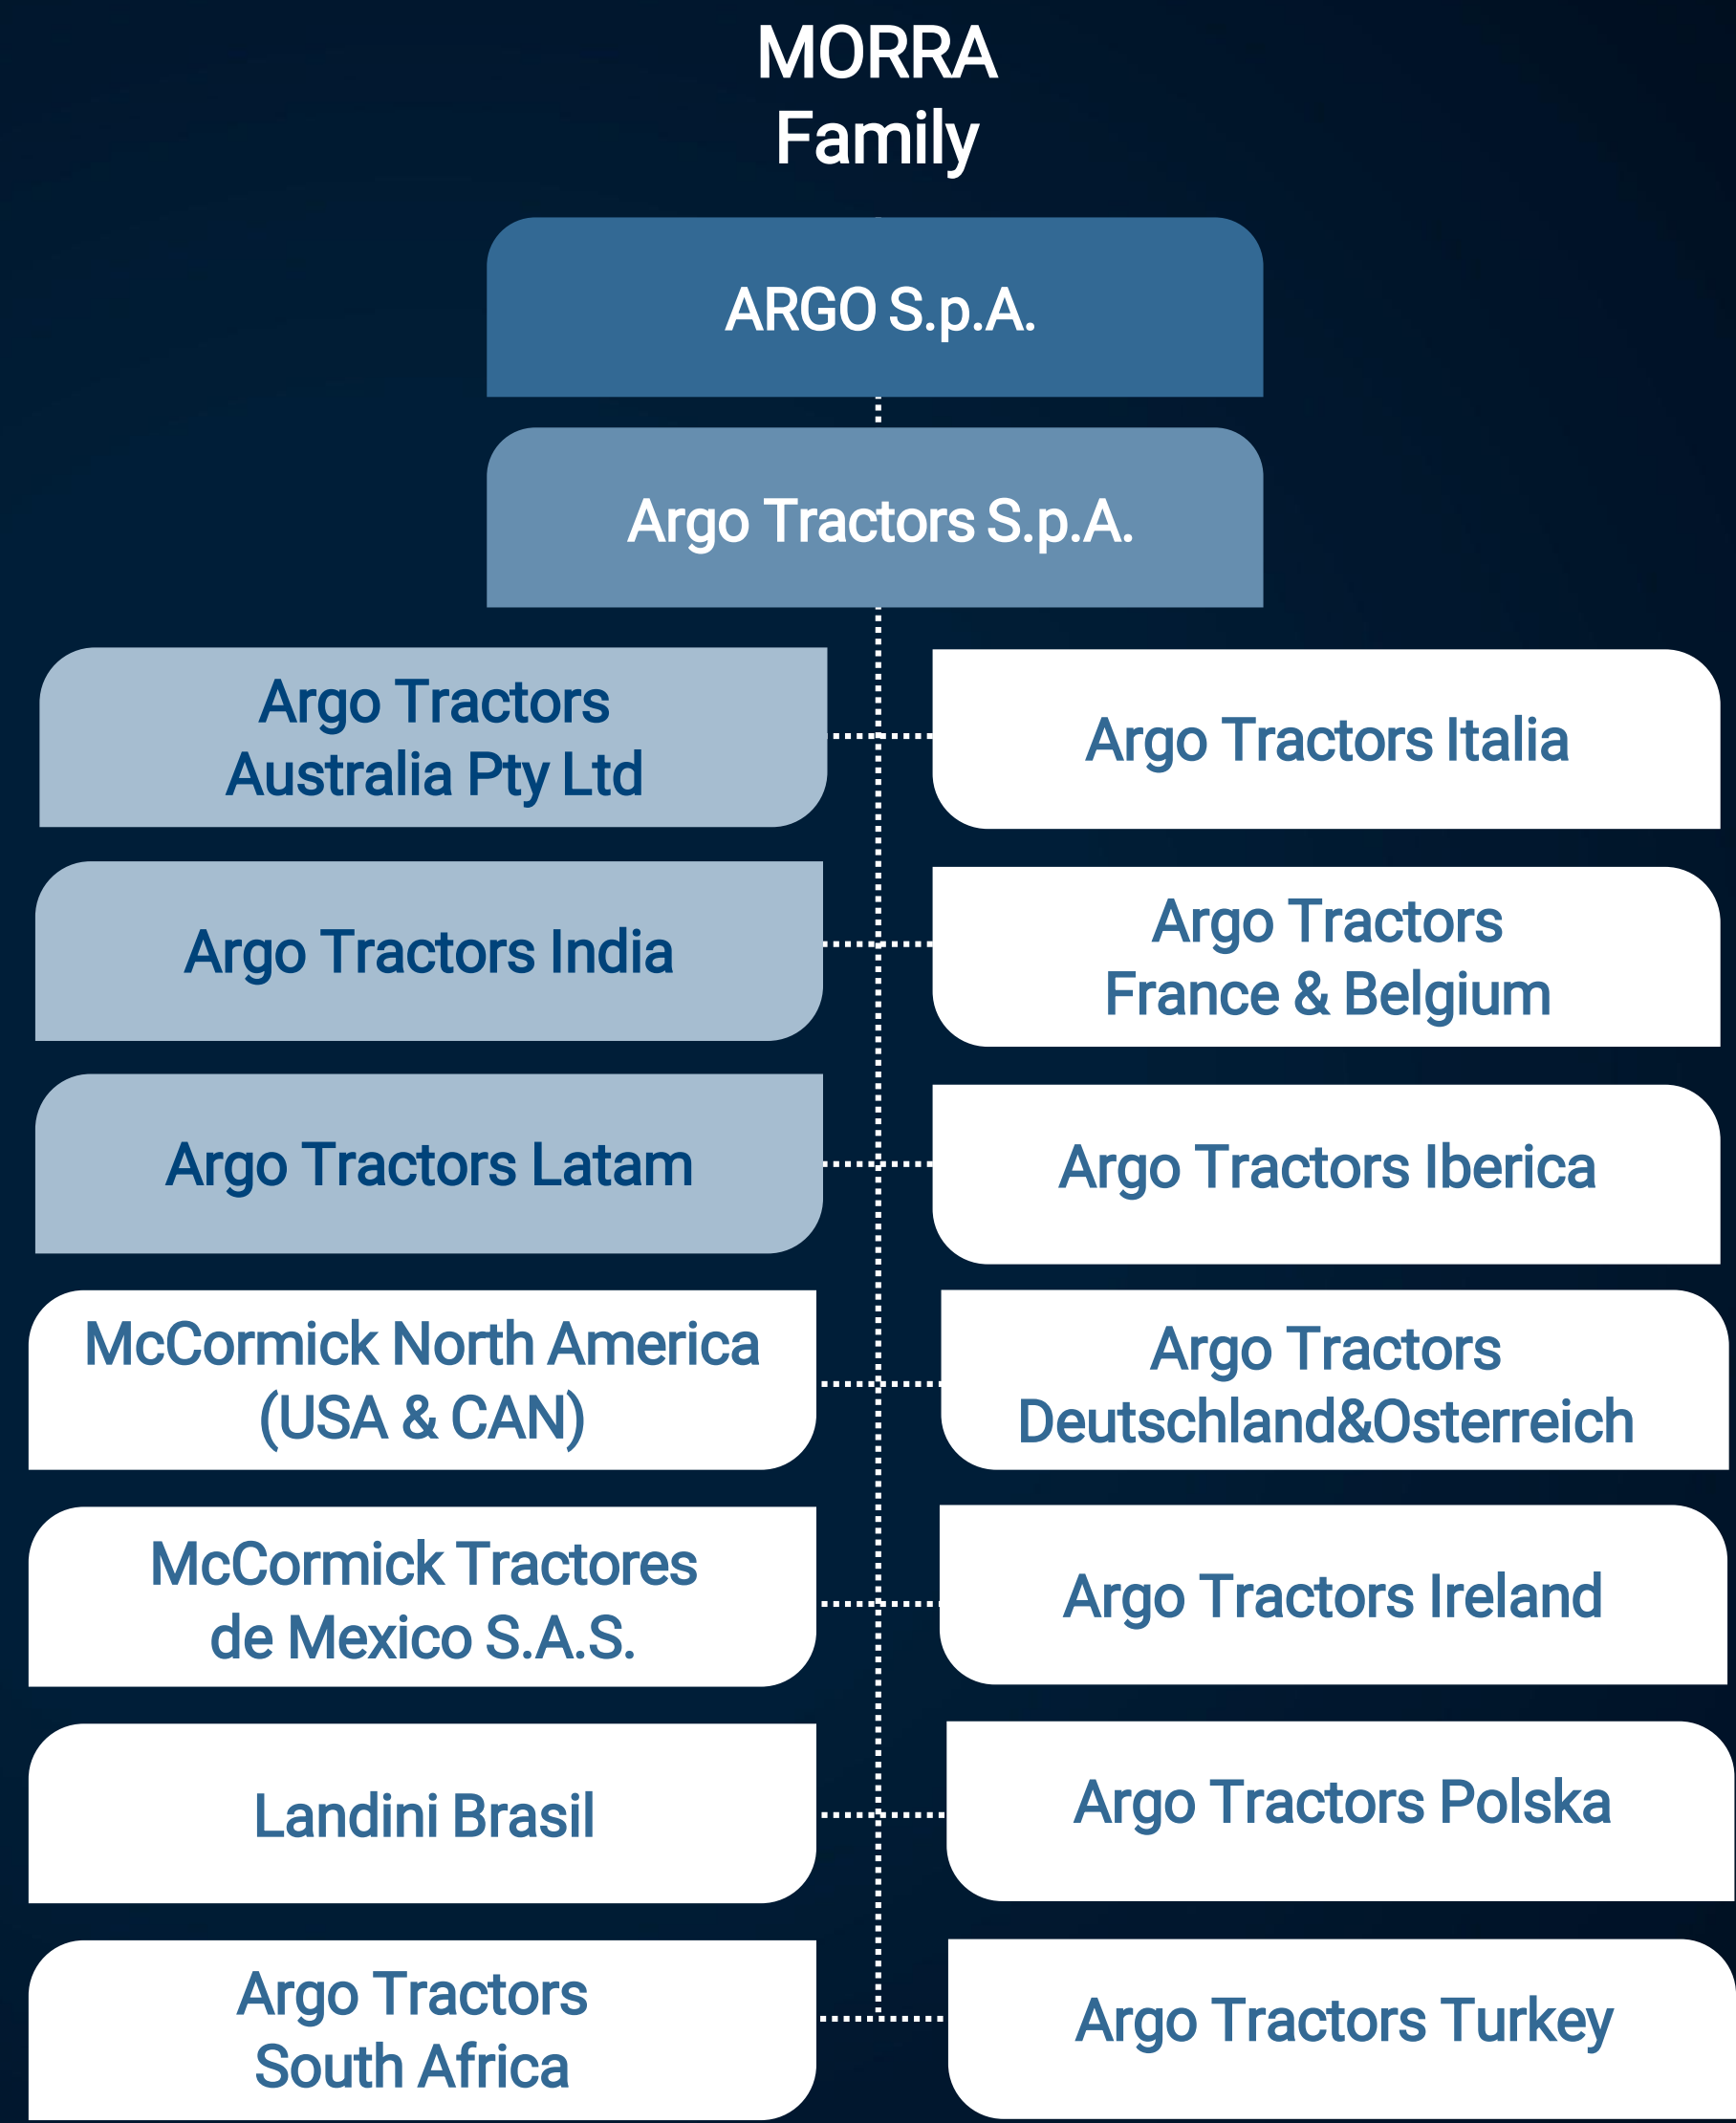 MORRA
Family
ARGO S.p.A.
Argo Tractors S.p.A.
Argo Tractors
Australia Pty Ltd
Argo Tractors Italia
Argo Tractors India
Argo Tractors
France & Belgium
Argo Tractors Latam
Argo Tractors Iberica
McCormick North America
(USA & CAN)
Argo Tractors
Deutschland&Osterreich
McCormick Tractores
de Mexico S.A.S.
Argo Tractors Ireland
Landini Brasil
Argo Tractors Polska
Argo Tractors
South Africa
Argo Tractors Turkey